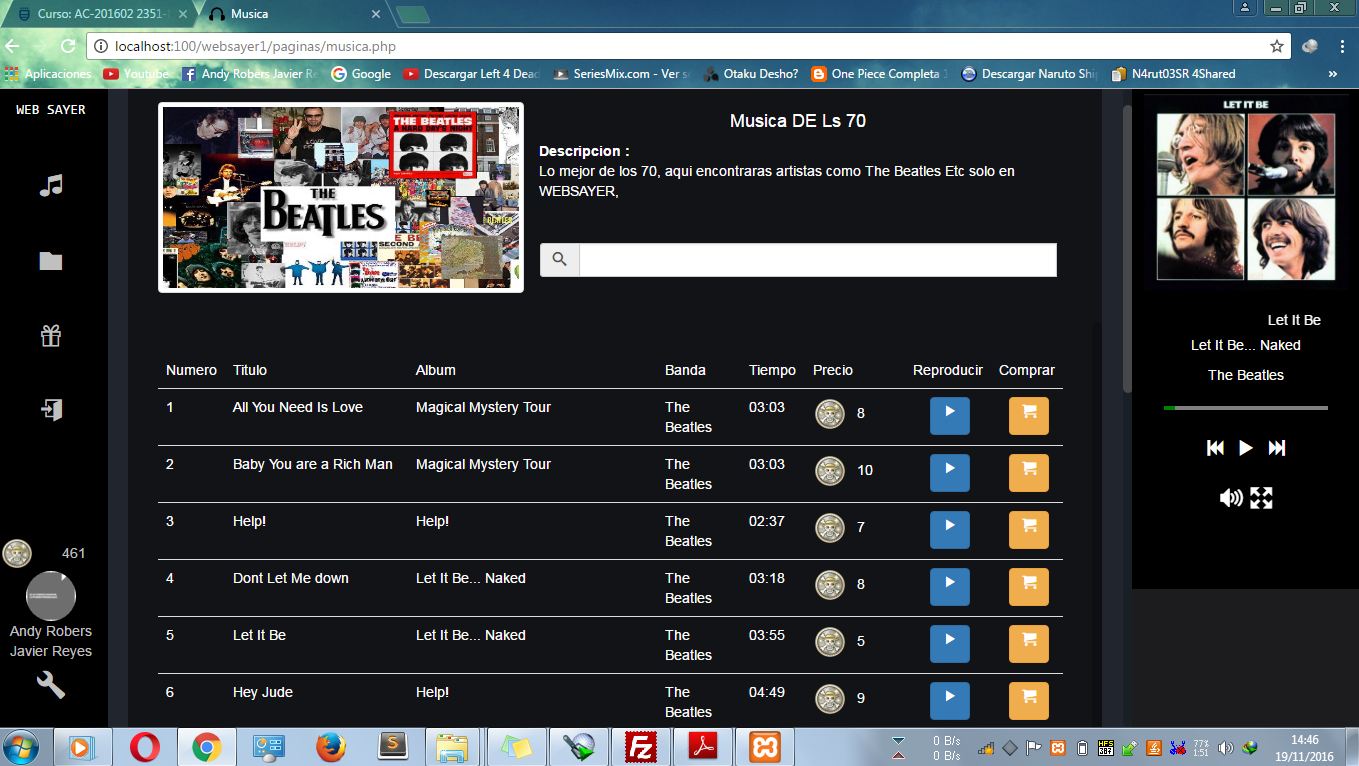 Curso: AC-201602 2351-
Musica
localhost:100/websayer1/paginas/musica.php
Aplicaciones
Youtube
Andy Robers Javier Re
Google
Descargar Left 4 Dead
SeriesMix.com - Ver s
Otaku Desho?
One Piece Completa
Descargar Naruto Ship
N4rut03SR 4Shared
»
WEB SAYER
THE BEATLES
A HARD DAY'S NIGHT
THE
BEATLES
Musica DE Ls 70
Descripcion :
Lo mejor de los 70, aqui encontraras artistas como The Beatles Etc solo en
WEBSAYER,
LET IT BE
Let It Be
Let It Be... Naked
The Beatles
Numero Titulo Album Banda Tiempo Precio Reproducir Comprar
1 All You Need Is Love Magical Mystery Tour The Beatles 03:03 8
2 Baby You are a Rich Man Magical Mystery Tour The Beatles 03:03 10
3 Help! Help! The Beatles 02:37 7
4 Dont Let Me down Let It Be... Naked The Beatles 03:18 8
5 Let It Be Let It Be... Naked The Beatles 03:55 5
6 Hey Jude Help! The Beatles 04:49 9
461
Andy Robers
Javier Reyes
0 B/s
0 B/s
77%
1:51
14:46
19/11/2016